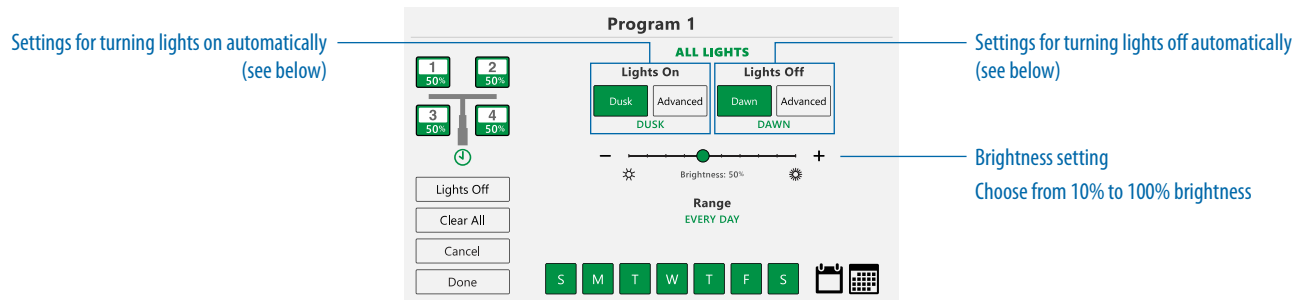 Program 1
Settings for turning lights on automatically
(see below)
ALL LIGHTS
Settings for turning lights off automatically
(see below)
1
50%
2
50%
3
50%
4
50%
Lights On
Dusk
Advanced
DUSK
Lights Off
Dawn
Advanced
DAWN
Brightness: 50%
Brightness setting
Choose from 10% to 100% brightness
Range
EVERY DAY
Lights Off
Clear All
Cancel
Done
S M T W T F S